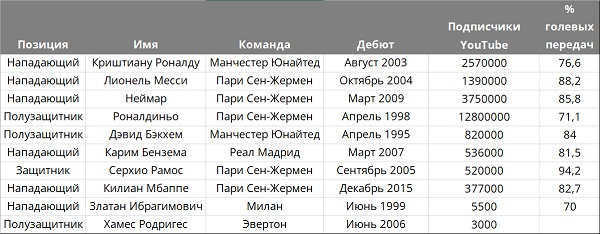 Позиция Имя Команда Дебют Подписчики YouTube % голевых передач
Нападающий Криштиану Роналду Манчестер Юнайтед Август 2003 2570000 76,6
Нападающий Лионель Месси Пари Сен-Жермен Октябрь 2004 1390000 88,2
Нападающий Неймар Пари Сен-Жермен Март 2009 3750000 85,8
Полузащитник Роналдиньо Пари Сен-Жермен Апрель 1998 12800000 71,1
Полузащитник Дэвид Бэкхем Манчестер Юнайтед Апрель 1995 820000 84
Нападающий Карим Бензема Реал Мадрид Март 2007 536000 81,5
Защитник Серхио Рамос Пари Сен-Жермен Сентябрь 2005 520000 94,2
Нападающий Килиан Мбаппе Пари Сен-Жермен Декабрь 2015 377000 82,7
Нападающий Златан Ибрагимович Милан Июнь 1999 5500 70
Полузащитник Хамес Родригес Эвертон Июнь 2006 3000